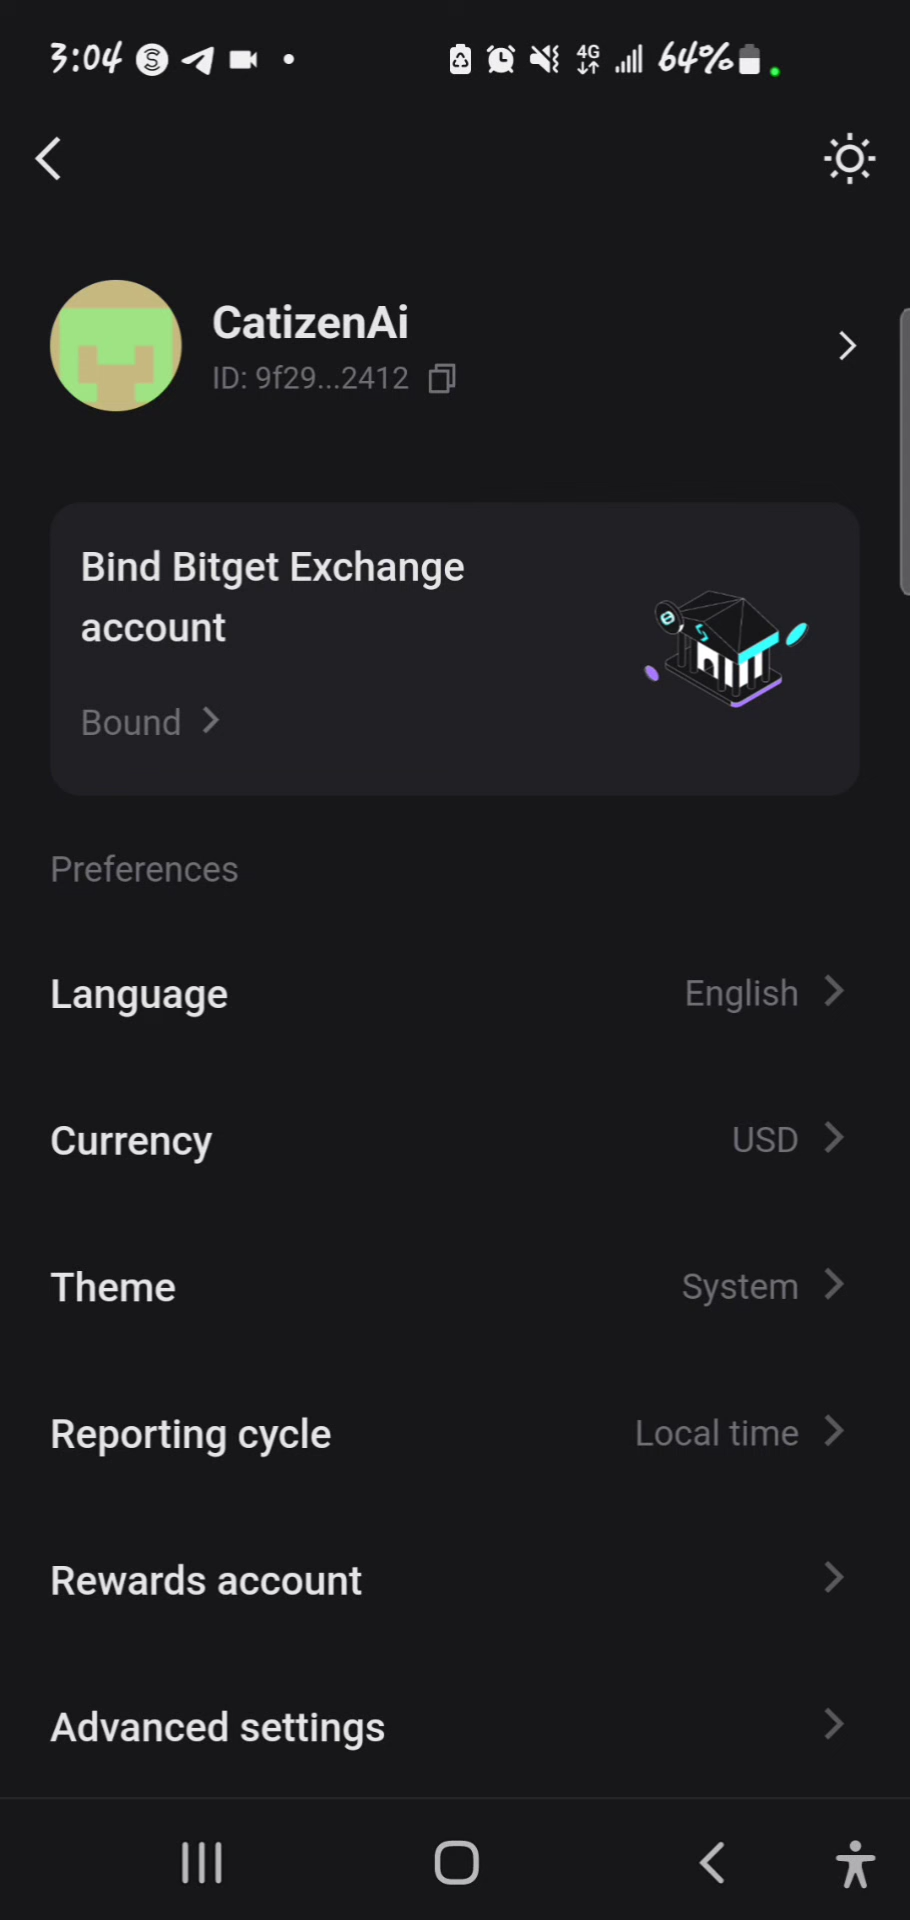 3:04 4G 64%
CatizenAi
ID: 9f29...2412
Bind Bitget Exchange
account
Bound
Preferences
Language English
Currency USD
Theme System
Reporting cycle Local time
Rewards account
Advanced settings